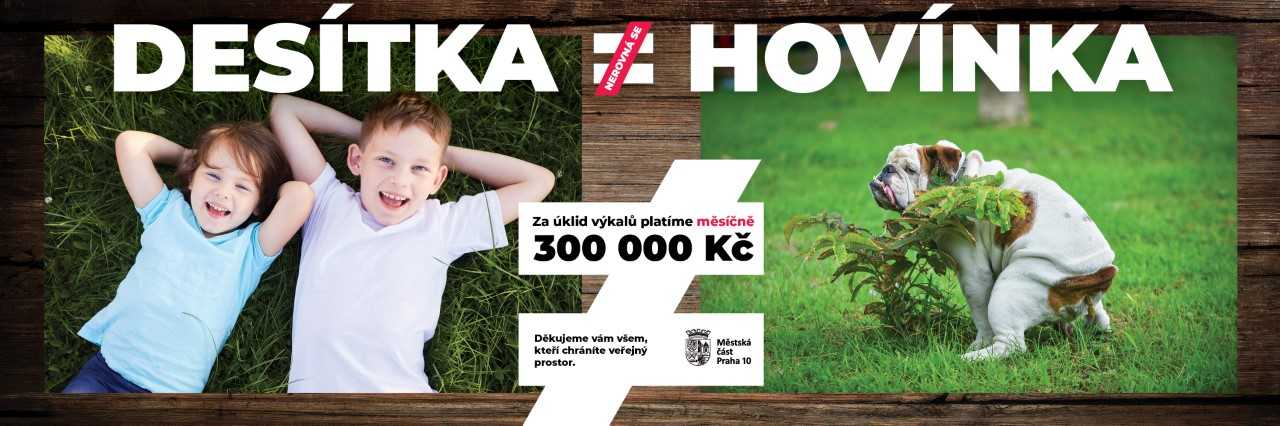 DESÍTKA = HOVÍNKA
NEROVNÁ SE
Za úklid výkalů platíme měsíčně
300 000 Kč
Děkujeme vám všem,
kteří chráníte veřejný
prostor.
Městská
část
Praha 10